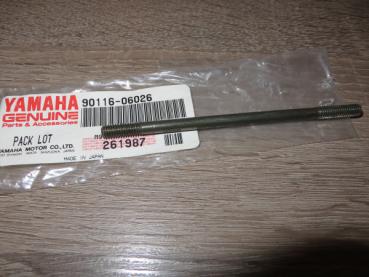 YAMAHA
GENUINE
Parts & Accessories
90116-06026
PACK LOT
YAMAHA MOTOR CO., LTD.
261987
MADE IN JAPAN